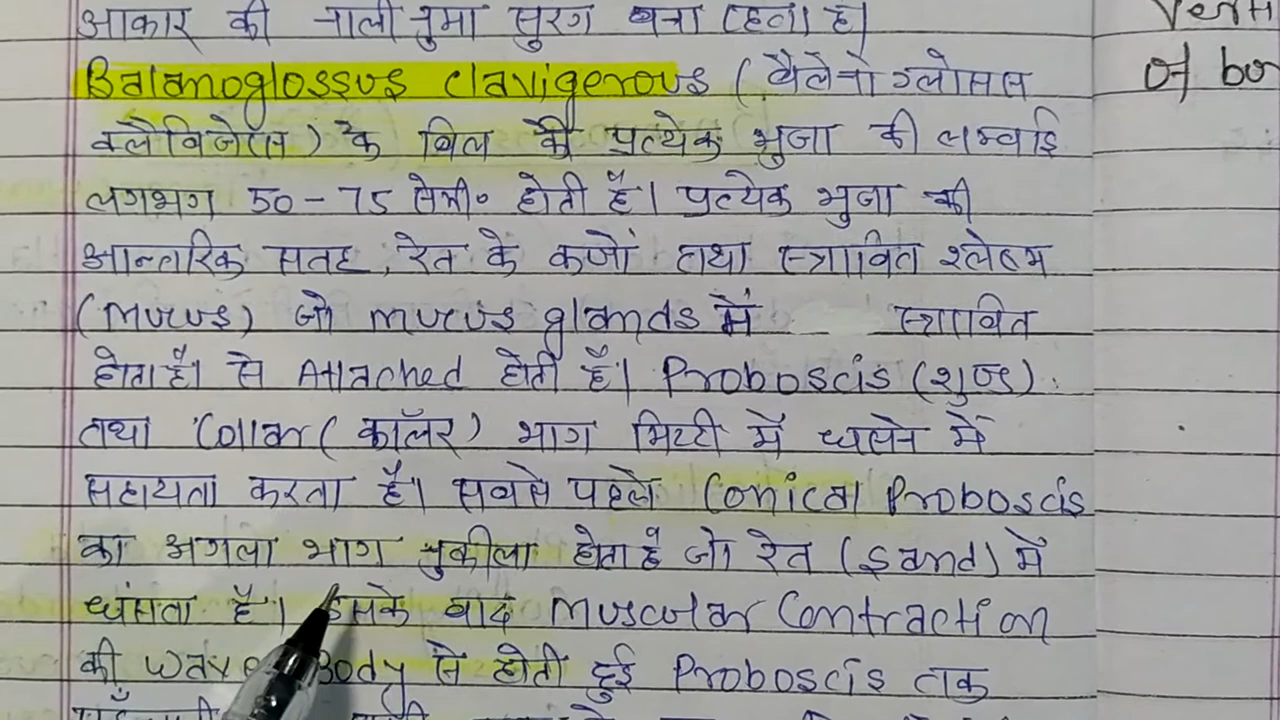 आकार की नाली नुमा सुरंग बना रहता है।
Balanoglossus clavigerous (बैलेनोग्लोसस
क्लैविजेरस) के बिल की प्रत्येक भुजा की लम्बाई
लगभग 50-75 सेमी० होती है। प्रत्येक भुजा की
आन्तरिक सतह, रेत के कणों तथा स्त्रावित श्लेष्म
(Mucus) जो mucus glands में स्त्रावित
होता है। से Attached होती है। Proboscis (शुण्ड)
तथा Collar (कॉलर) भाग मिट्टी में धसने में
सहायता करता है। सबसे पहले Conical Proboscis
का अगला भाग नुकीला होता है जो रेत (Sand) में
धंसता है। इसके बाद Muscular Contraction
की Wave Body से होती हुई Proboscis तक
of bo